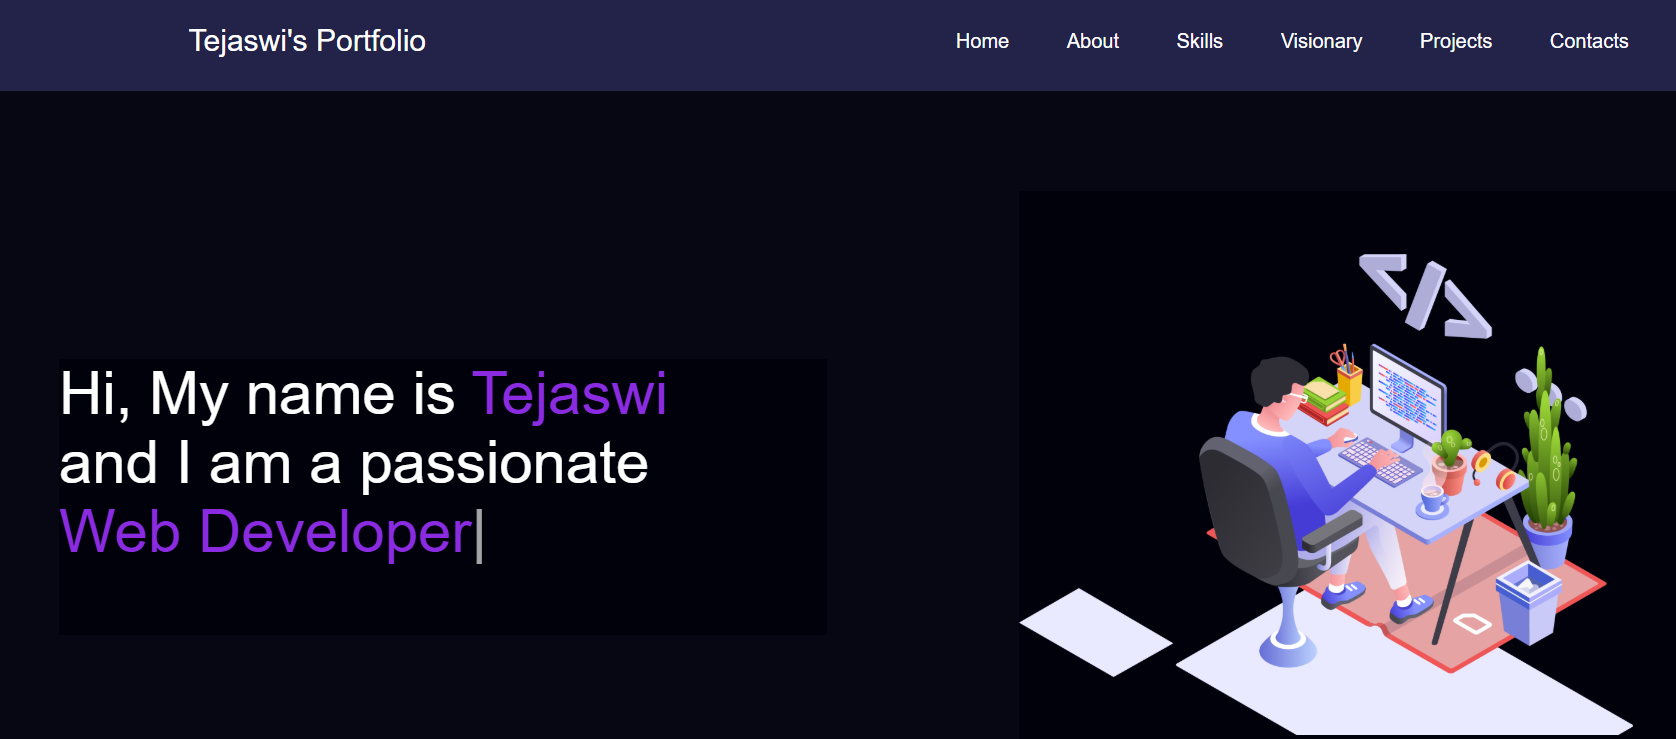 Tejaswi's Portfolio
Home About Skills Visionary Projects Contacts
Hi, My name is Tejaswi
and I am a passionate
Web Developer|